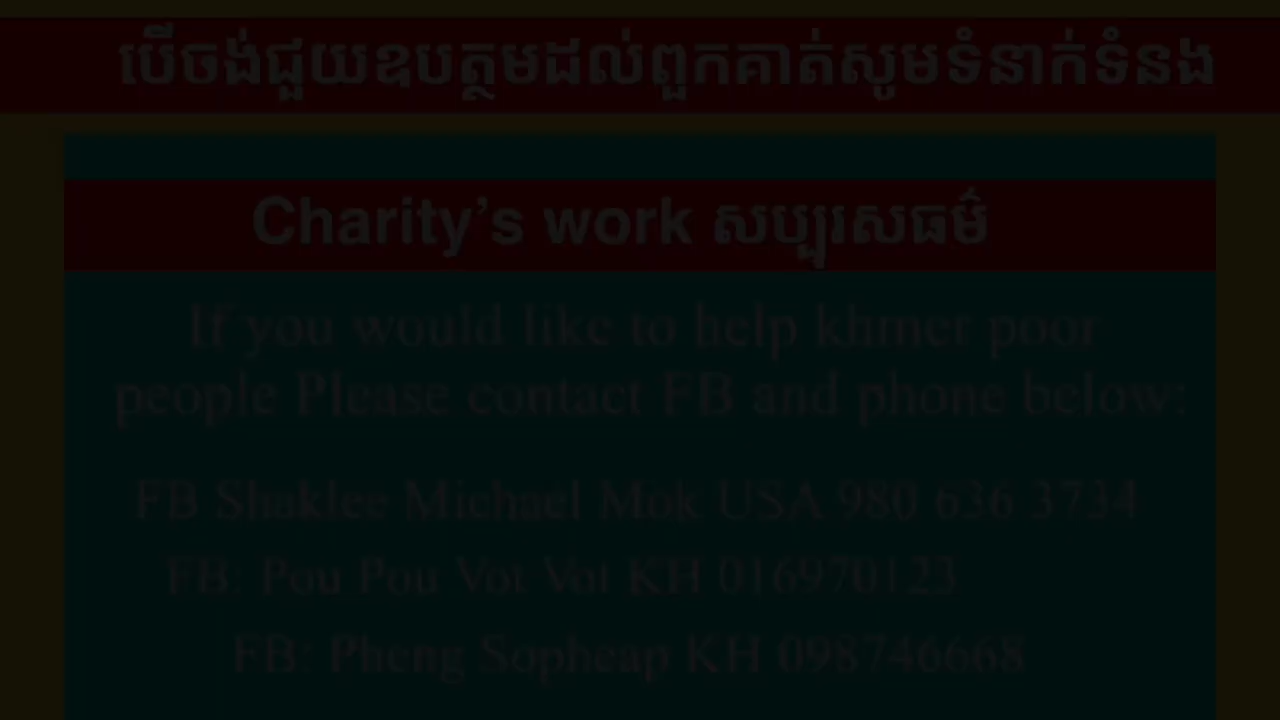 បើចង់ជួយឧបត្ថមដល់ពួកគាត់សូមទំនាក់ទំនង
Charity's work សប្បុរសធម៌
If you would like to help khmer poor
people Please contact FB and phone below:
FB Shaklee Michael Mok USA 980 636 3734
FB: Pou Pou Vot Vot KH 016970123
FB: Pheng Sopheap KH 098746668